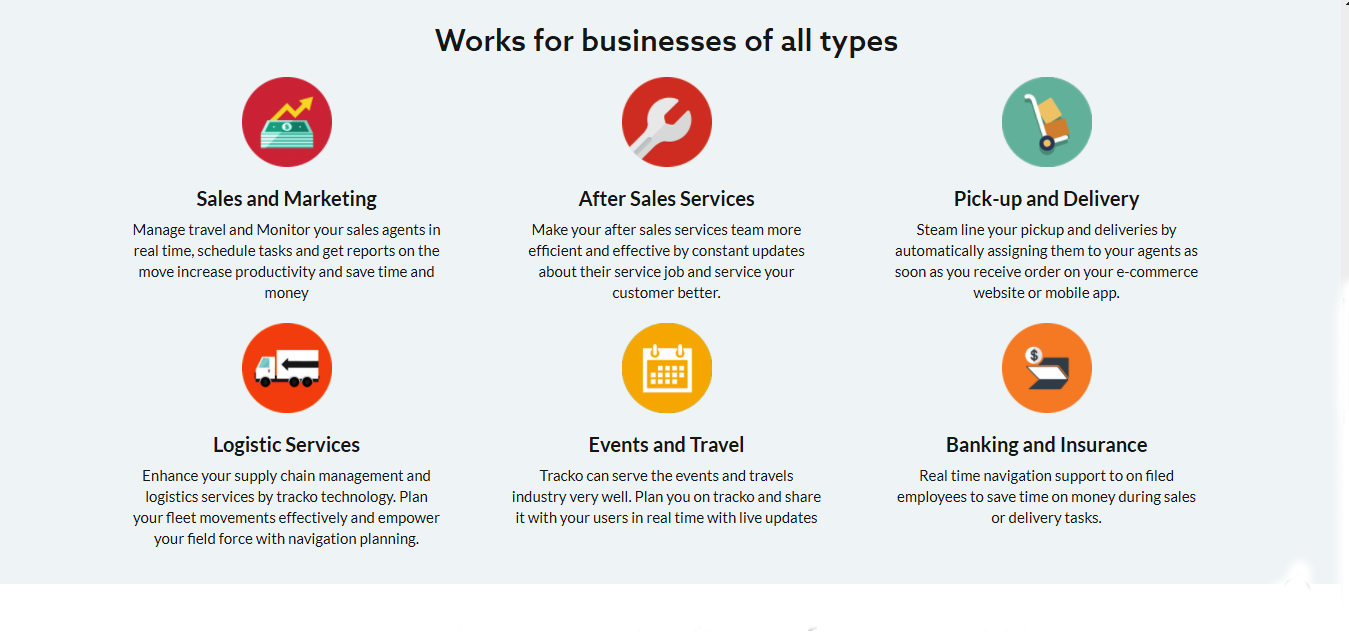 Works for businesses of all types
Sales and Marketing
Manage travel and Monitor your sales agents in
real time, schedule tasks and get reports on the
move increase productivity and save time and
money
After Sales Services
Make your after sales services team more
efficient and effective by constant updates
about their service job and service your
customer better.
Pick-up and Delivery
Steam line your pickup and deliveries by
automatically assigning them to your agents as
soon as you receive order on your e-commerce
website or mobile app.
Logistic Services
Enhance your supply chain management and
logistics services by tracko technology. Plan
your fleet movements effectively and empower
your field force with navigation planning.
Events and Travel
Tracko can serve the events and travels
industry very well. Plan you on tracko and share
it with your users in real time with live updates
Banking and Insurance
Real time navigation support to on filed
employees to save time on money during sales
or delivery tasks.